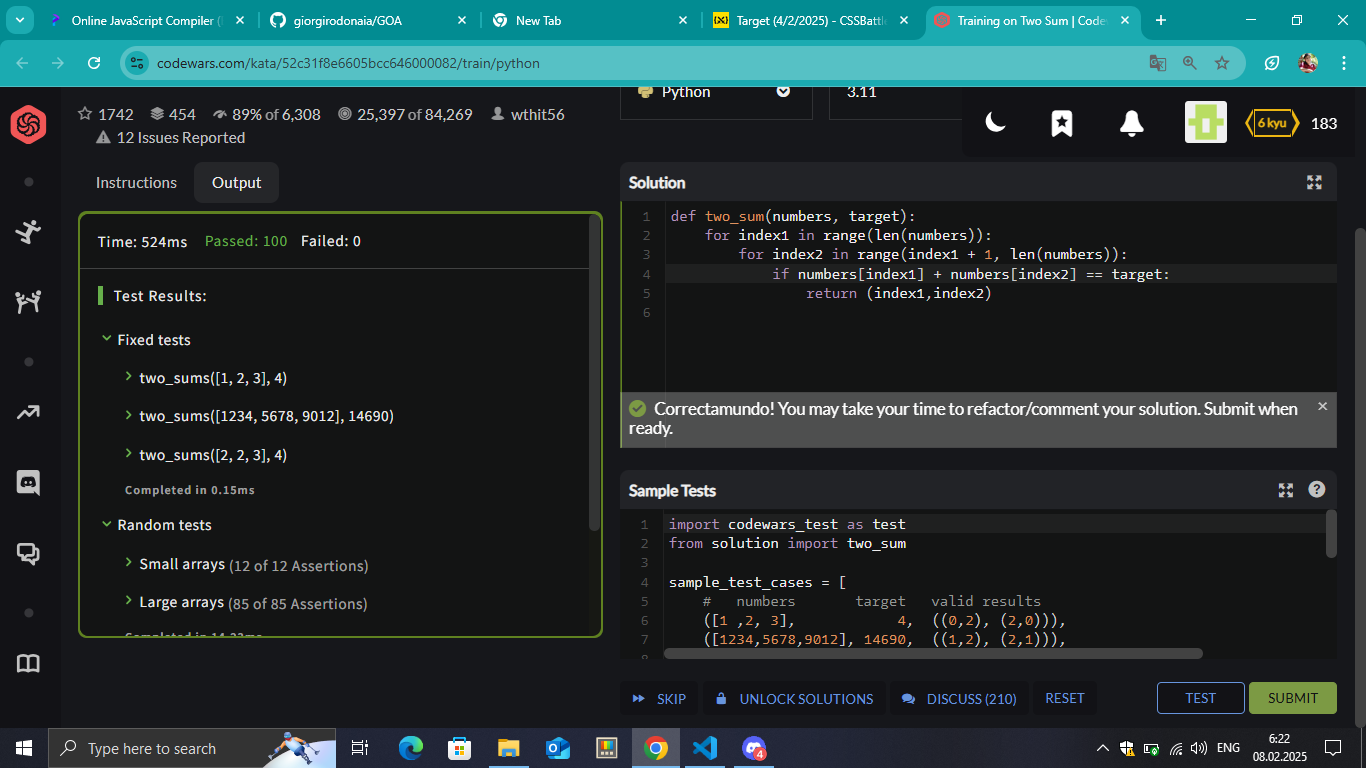 Online JavaScript Compiler (
giorgirodonaia/GOA
New Tab
Target (4/2/2025) - CSSBattle
Training on Two Sum | Code
codewars.com/kata/52c31f8e6605bcc646000082/train/python
1742 454 89% of 6,308 25,397 of 84,269 wthit56
12 Issues Reported
Python
3.11
6 kyu
183
Instructions
Output
Time: 524ms Passed: 100 Failed: 0
Test Results:
Fixed tests
two_sums([1, 2, 3], 4)
two_sums([1234, 5678, 9012], 14690)
two_sums([2, 2, 3], 4)
Completed in 0.15ms
Random tests
Small arrays (12 of 12 Assertions)
Large arrays (85 of 85 Assertions)
Solution
1 def two_sum(numbers, target):
2 for index1 in range(len(numbers)):
3 for index2 in range(index1 + 1, len(numbers)):
4 if numbers[index1] + numbers[index2] == target:
5 return (index1,index2)
6
Correctamundo! You may take your time to refactor/comment your solution. Submit when
ready.
Sample Tests
1 import codewars_test as test
2 from solution import two_sum
3
4 sample_test_cases = [
5 # numbers target valid results
6 ([1 ,2, 3], 4, ((0,2), (2,0))),
7 ([1234,5678,9012], 14690, ((1,2), (2,1))),
SKIP
UNLOCK SOLUTIONS
DISCUSS (210)
RESET
TEST
SUBMIT
Type here to search
4
ENG
6:22
08.02.2025